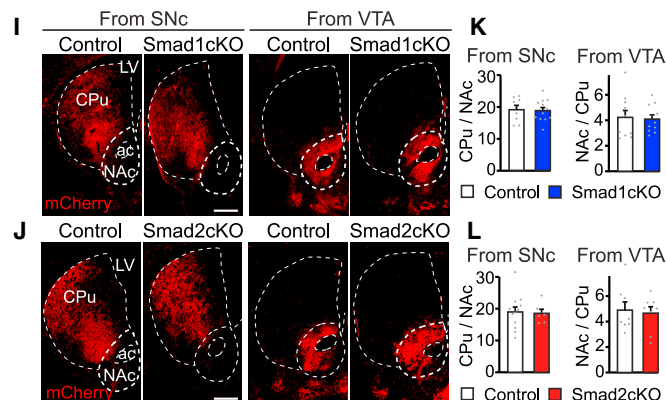 I
From SNc
From VTA
Control
Smad1cKO
Control
Smad1cKO
LV
CPu
ac
NAc
mCherry
K
From SNc
From VTA
CPu / NAc
30
20
10
0
NAc / CPu
6
4
2
0
Control
Smad1cKO
J
Control
Smad2cKO
Control
Smad2cKO
LV
CPu
ac
NAc
mCherry
L
From SNc
From VTA
CPu / NAc
30
20
10
0
NAc / CPu
6
4
2
0
Control
Smad2cKO